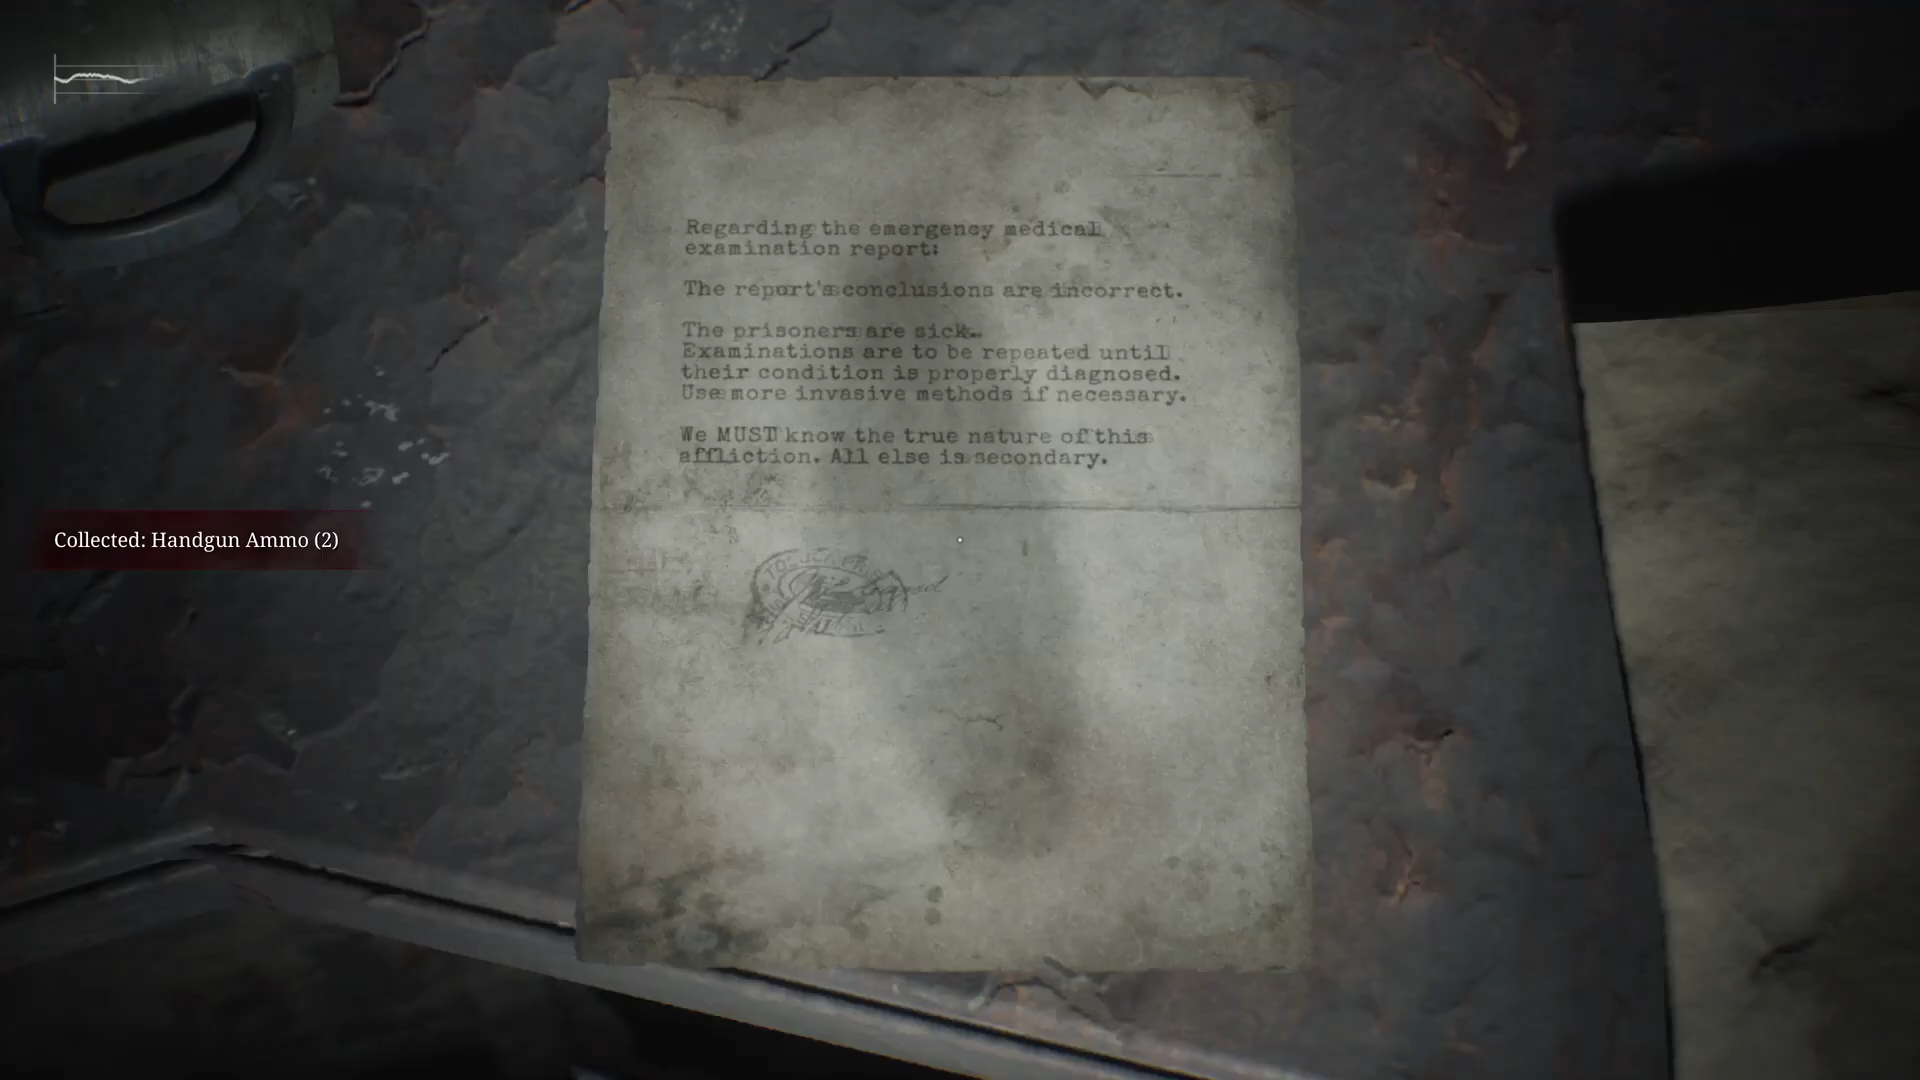 Regarding the emergency medical
examination report:
The report's conclusions are incorrect.
The prisoners are sick.
Examinations are to be repeated until
their condition is properly diagnosed.
Use more invasive methods if necessary.
We MUST know the true nature of this
affliction. All else is secondary.
Collected: Handgun Ammo (2)